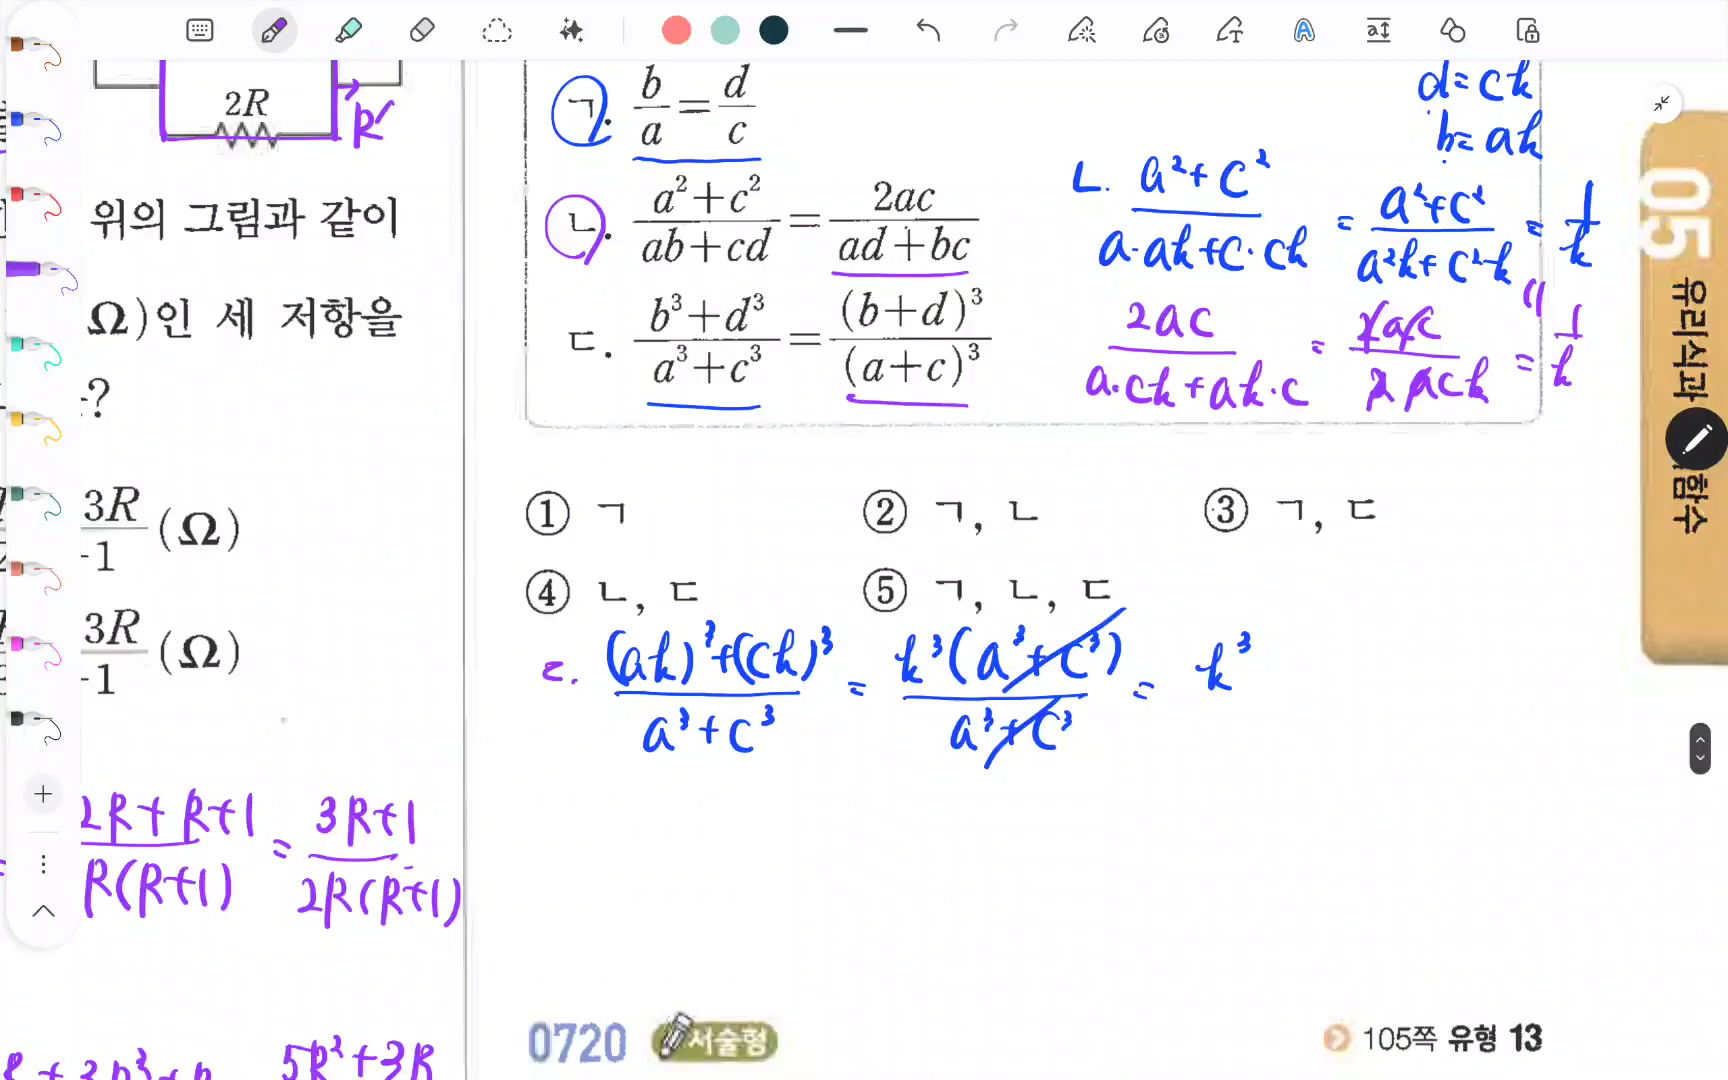 2R
R'
위의 그림과 같이
Ω)인 세 저항을
?
3R
-1 (Ω)
3R
-1 (Ω)
2R+R+1 / R(R+1) = 3R+1 / 2R(R+1)
5R²+3R
ㄱ. b/a = d/c
d=ck
b=ak
ㄴ. a²+c² / ab+cd = 2ac / ad+bc
ㄴ. a²+c² / a·ak+c·ck = a²+c² / a²k+c²k = 1/k
ㄷ. b³+d³ / a³+c³ = (b+d)³ / (a+c)³
2ac / a·ck+ak·c = 2ac / 2ack = 1/k
① ㄱ ② ㄱ, ㄴ ③ ㄱ, ㄷ
④ ㄴ, ㄷ ⑤ ㄱ, ㄴ, ㄷ
ㄷ. (ak)³+(ck)³ / a³+c³ = k³(a³+c³) / a³+c³ = k³
0720 서술형
105쪽 유형 13
05
유리식과
함수